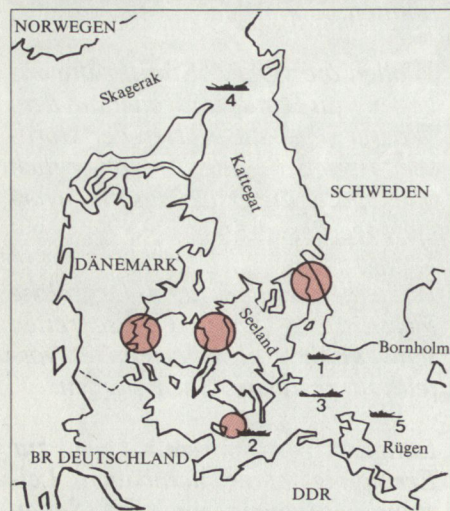 NORWEGEN
Skagerak
4
Kattegat
SCHWEDEN
DÄNEMARK
Seeland
Bornholm
1
3
5
2
Rügen
BR DEUTSCHLAND
DDR